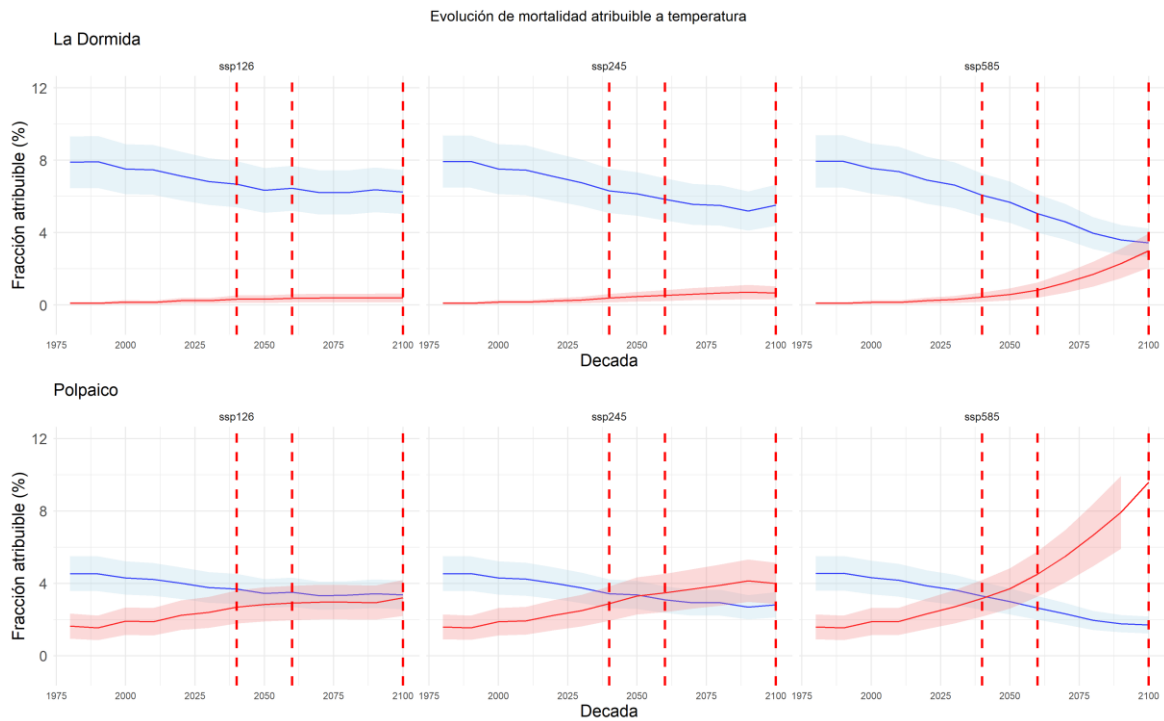 Evolución de mortalidad atribuible a temperatura
La Dormida
ssp126 ssp245 ssp585
Fracción atribuible (%)
12
8
4
0
1975 2000 2025 2050 2075 2100 1975 2000 2025 2050 2075 2100 1975 2000 2025 2050 2075 2100
Decada Decada
Polpaico
ssp126 ssp245 ssp585
Fracción atribuible (%)
12
8
4
0
1975 2000 2025 2050 2075 2100 1975 2000 2025 2050 2075 2100 1975 2000 2025 2050 2075 2100
Decada